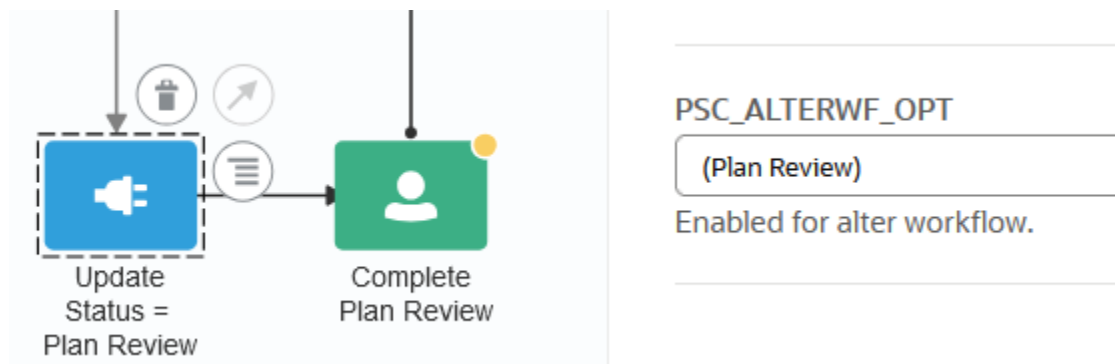 Update
Status =
Plan Review
Complete
Plan Review
PSC_ALTERWF_OPT
(Plan Review)
Enabled for alter workflow.